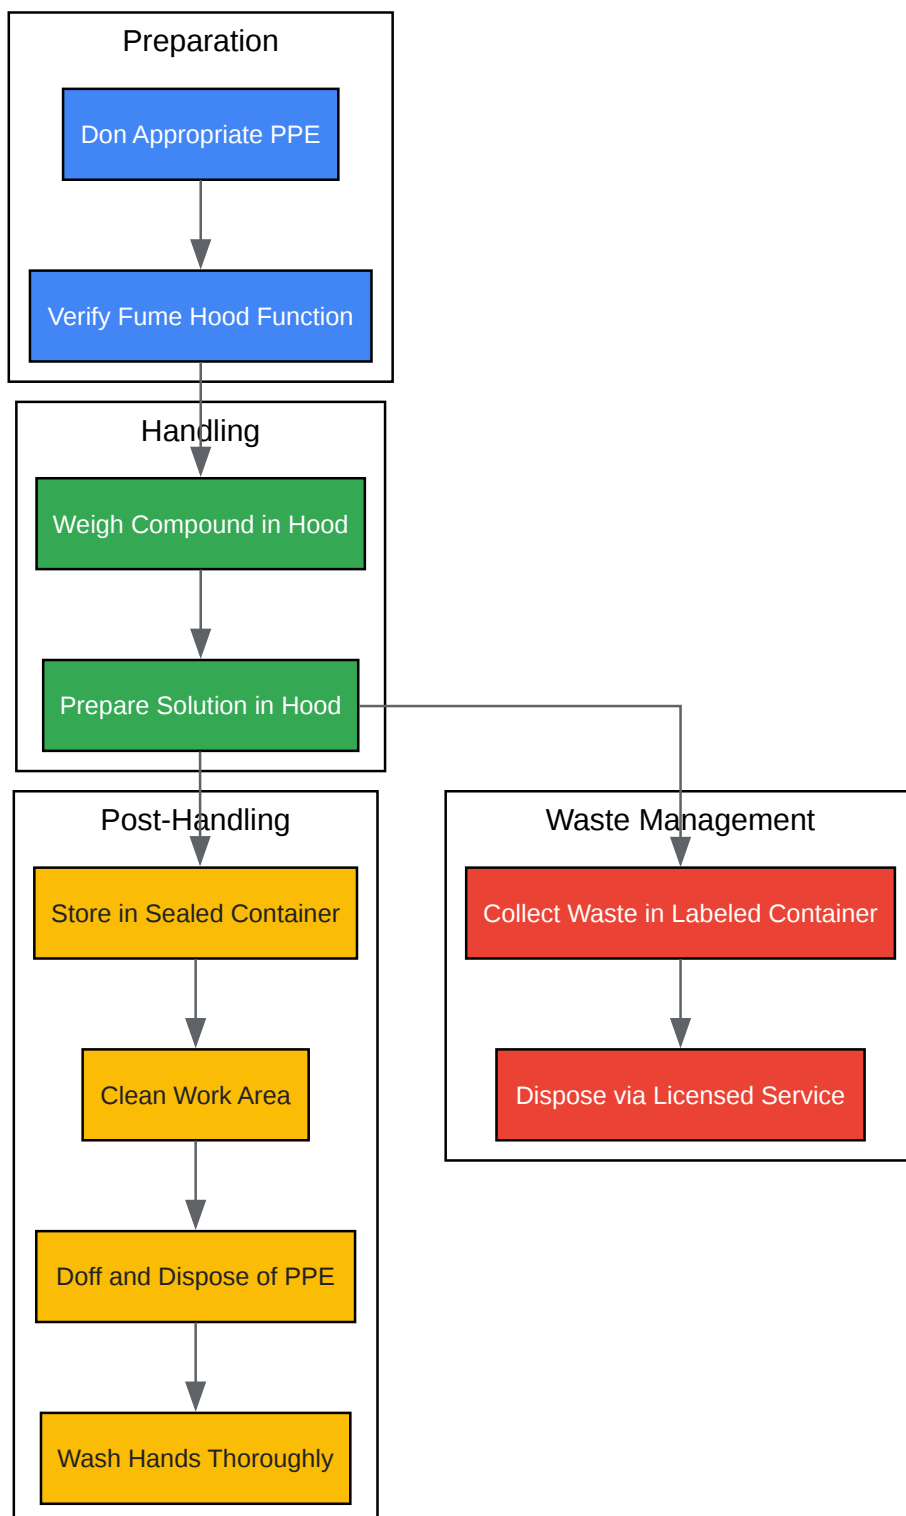 Preparation
Don Appropriate PPE
Verify Fume Hood Function
Handling
Weigh Compound in Hood
Prepare Solution in Hood
Post-Handling
Store in Sealed Container
Clean Work Area
Doff and Dispose of PPE
Wash Hands Thoroughly
Waste Management
Collect Waste in Labeled Container
Dispose via Licensed Service